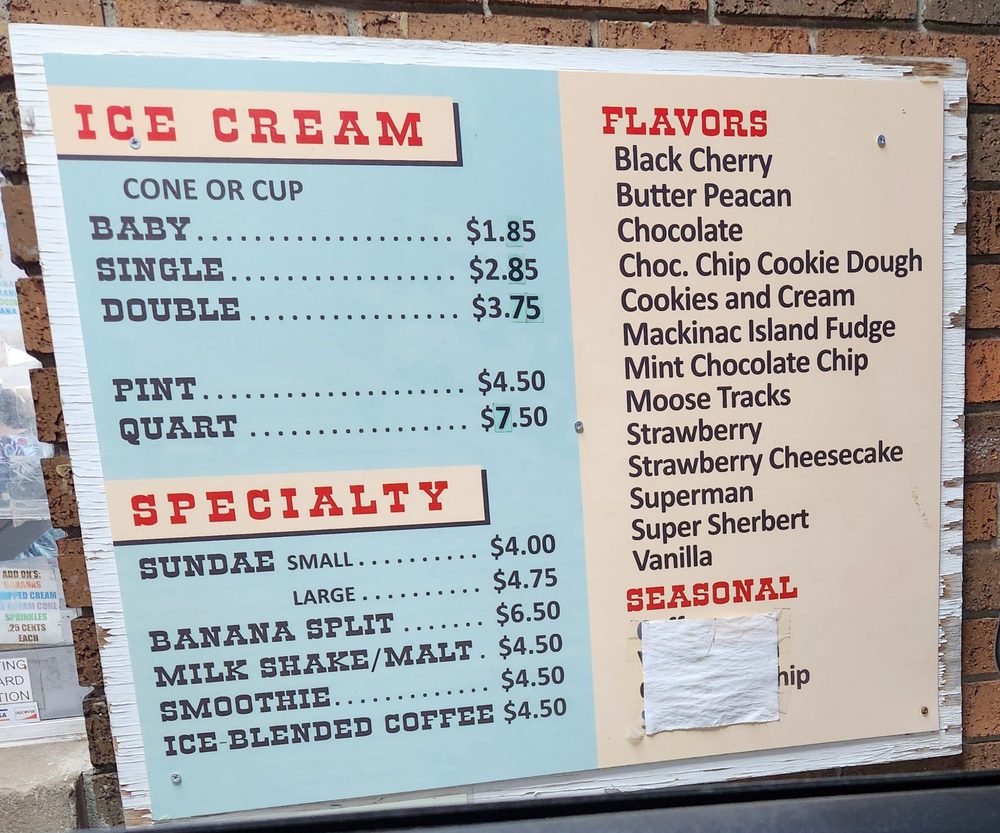 ICE CREAM
CONE OR CUP
BABY.................... $1.85
SINGLE.................. $2.85
DOUBLE ................. $3.75
PINT...................... $4.50
QUART .................. $7.50
SPECIALTY
SUNDAE SMALL.......... $4.00
LARGE .......... $4.75
BANANA SPLIT ....... $6.50
MILK SHAKE/MALT . $4.50
SMOOTHIE............ $4.50
ICE-BLENDED COFFEE $4.50
FLAVORS
Black Cherry
Butter Peacan
Chocolate
Choc. Chip Cookie Dough
Cookies and Cream
Mackinac Island Fudge
Mint Chocolate Chip
Moose Tracks
Strawberry
Strawberry Cheesecake
Superman
Super Sherbert
Vanilla
SEASONAL
ADD ON'S:
SPRINKLES
.25 CENTS
EACH
DISCOVER